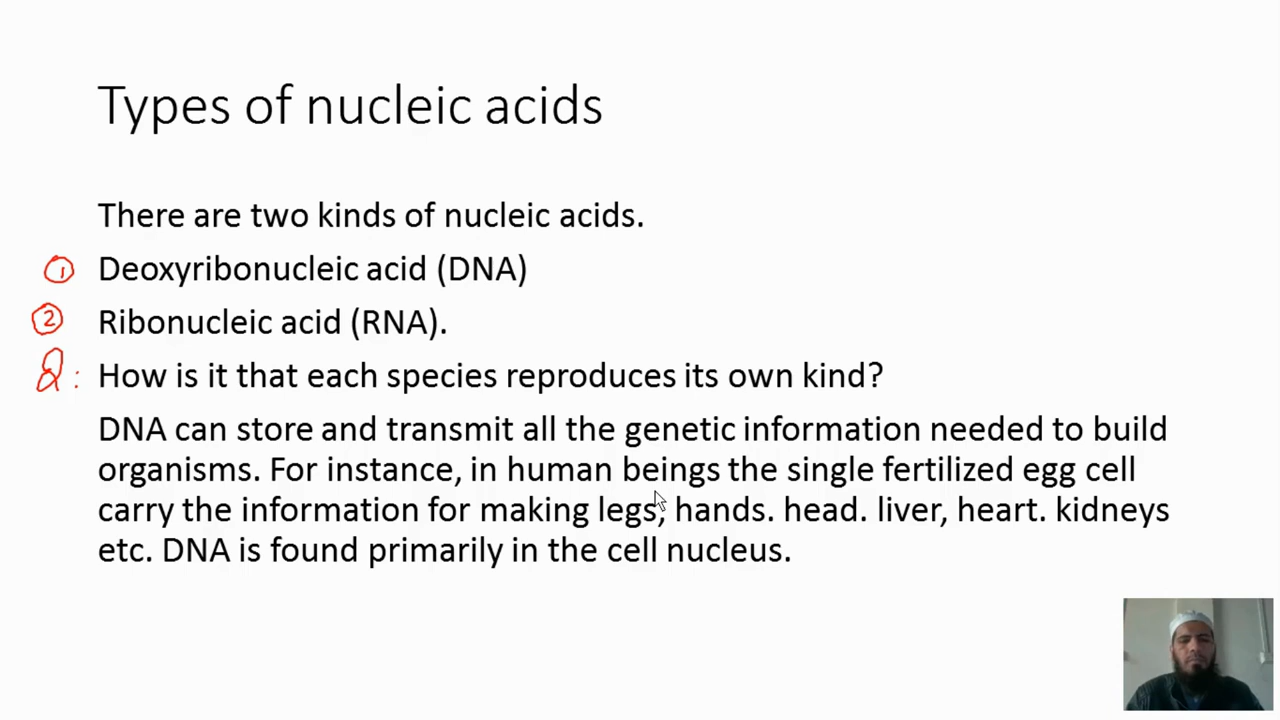 Types of nucleic acids
There are two kinds of nucleic acids.
① Deoxyribonucleic acid (DNA)
② Ribonucleic acid (RNA).
Q: How is it that each species reproduces its own kind?
DNA can store and transmit all the genetic information needed to build
organisms. For instance, in human beings the single fertilized egg cell
carry the information for making legs, hands. head. liver, heart. kidneys
etc. DNA is found primarily in the cell nucleus.